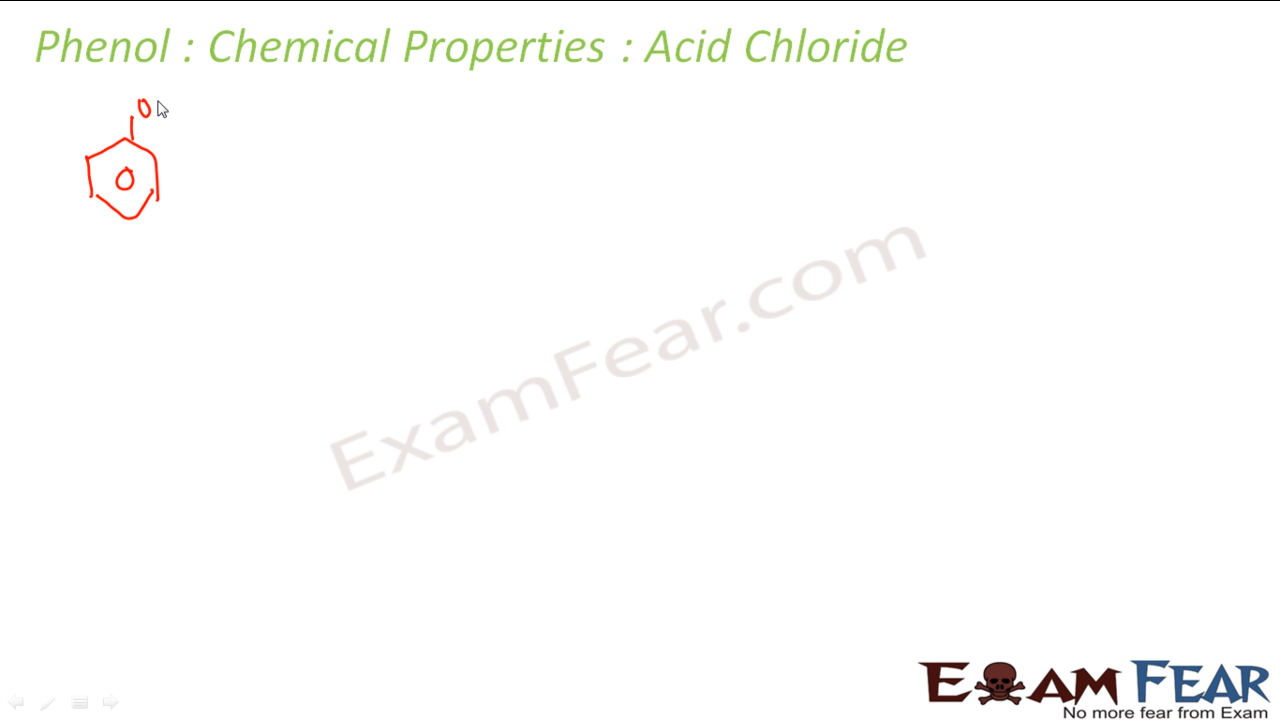 Phenol : Chemical Properties : Acid Chloride
O
O
ExamFear.com
EXAM FEAR
No more fear from Exam